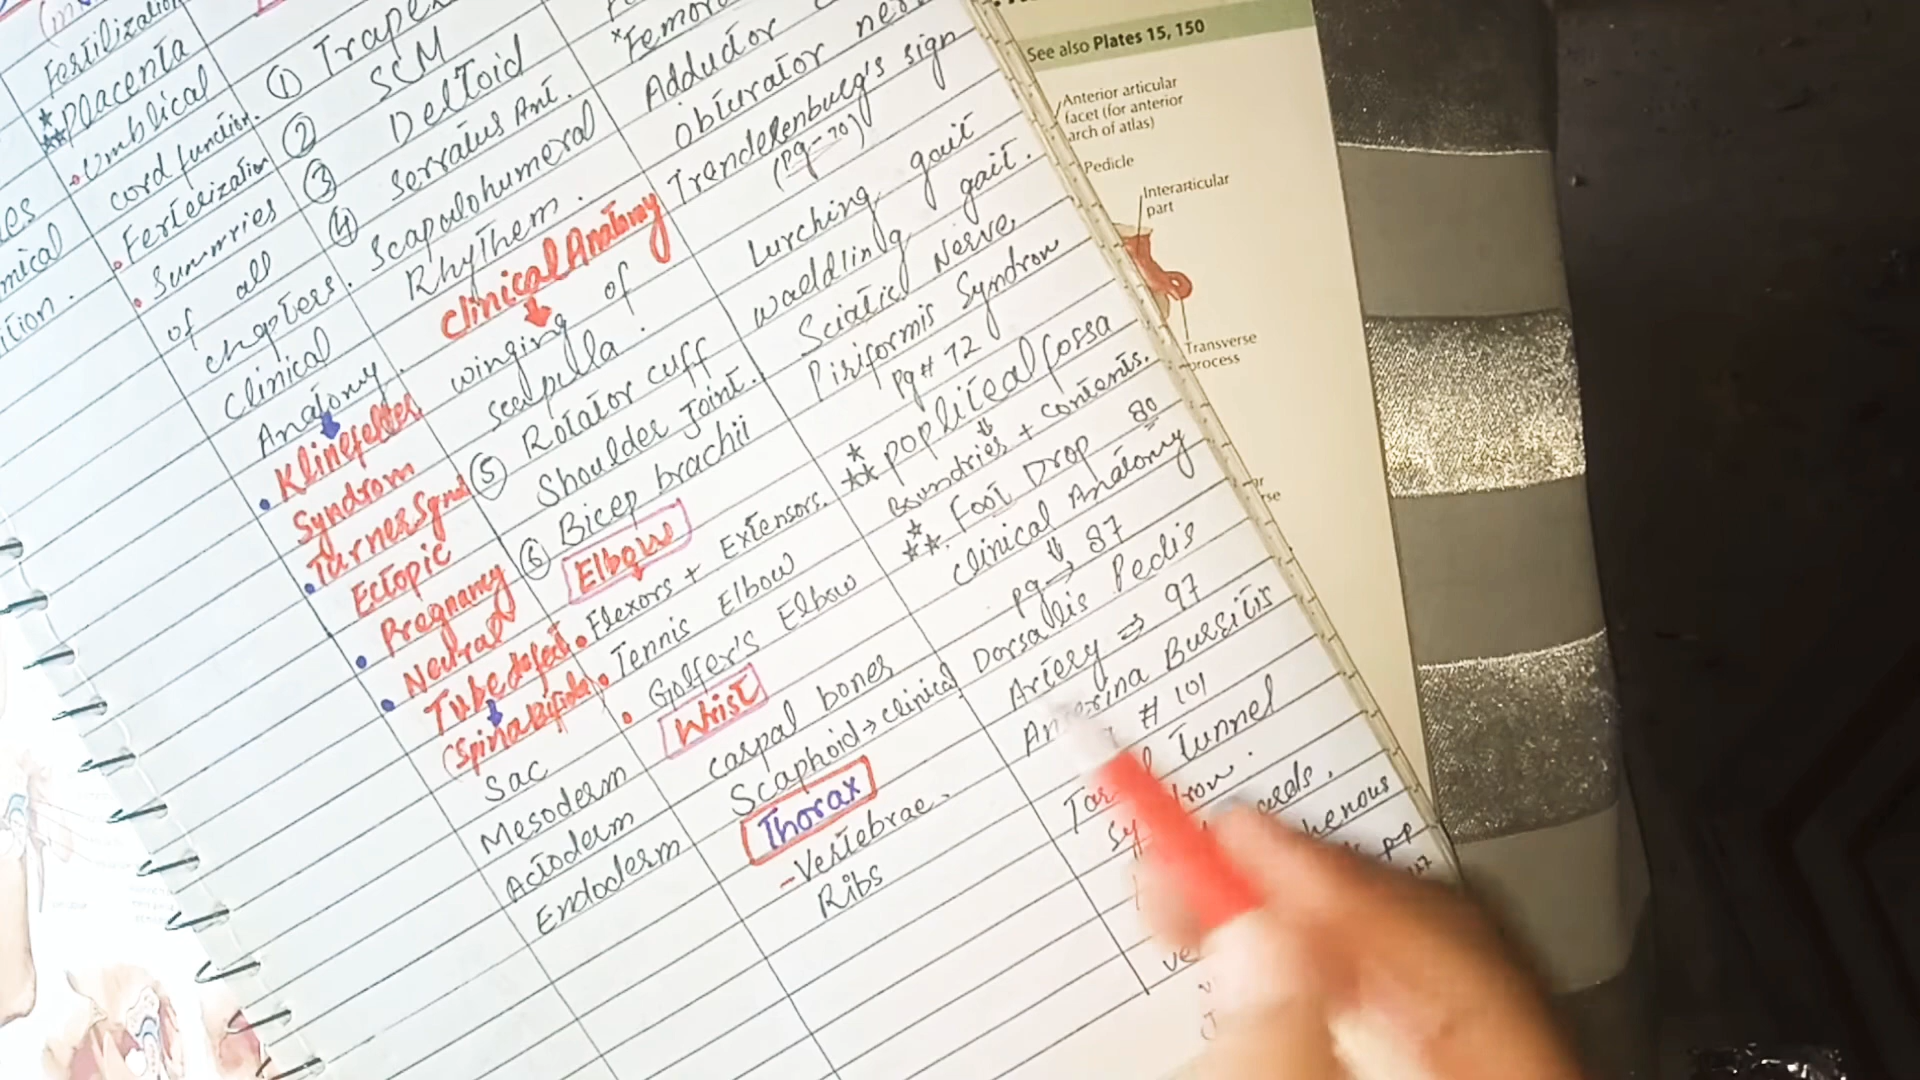 Fertilization
**Placenta
Umblical
cord function.
Ferterization
Summries
of all
chapters.
Clinical
Anatomy.
Klinefelter
Syndrom
Turner Synd
Ectopic
Pregnancy
Neural
Tube defect
(Spina Bifida)
Sac
Mesoderm
Actoderm
Endoderm
①
SCM
② Deltoid
③ Serratus Ant.
④ Scapulohumeral
Rhythem.
Clinical Anatomy
winging of
Scapulla.
⑤ Rotator cuff
Shoulder Joint.
⑥ Bicep brachii
Elbow
Flexors + Extensors.
Tennis Elbow
Golfer's Elbow
Wrist
carpal bones
Scaphoid → clinical
Thorax
-Vertebrae.
Ribs
Adductor
Obturator
Trendelenburg's sign
(pg-70)
Lurching gait
waddling gait.
Sciatic Nerve
Piriformis Syndrom
pg# 72
**popliteal fossa
Boundries + contents.
**. Foot Drop 80
Clinical Anatomy
pg → 87
Dorsalis Pedis
Artery ⇒ 97
Anserina Bursitis
# 101
Tunnel
See also Plates 15, 150
Anterior articular
facet (for anterior
arch of atlas)
Pedicle
Interarticular
part
Transverse
process